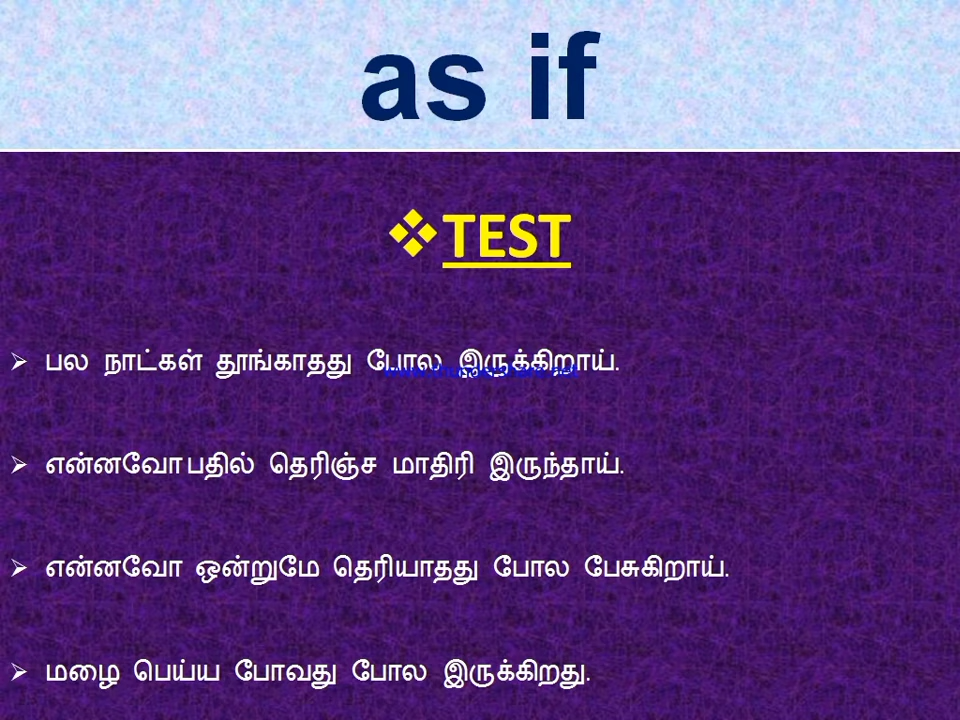 as if
❖TEST
➢ பல நாட்கள் தூங்காதது போல இருக்கிறாய்.
➢ என்னவோபதில் தெரிஞ்ச மாதிரி இருந்தாய்.
➢ என்னவோ ஒன்றுமே தெரியாதது போல பேசுகிறாய்.
➢ மழை பெய்ய போவது போல இருக்கிறது.